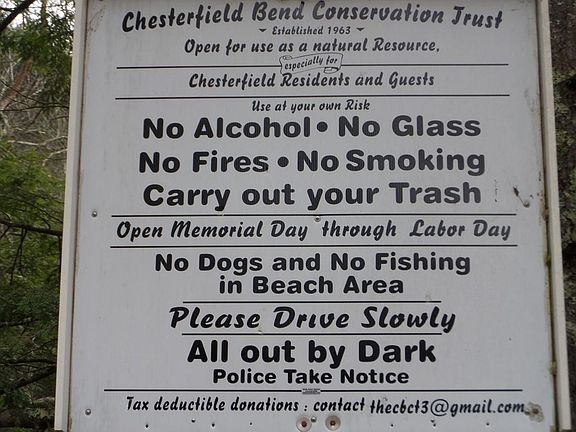 Chesterfield Bend Conservation Trust
Established 1963
Open for use as a natural Resource,
especially for
Chesterfield Residents and Guests
Use at your own Risk
No Alcohol • No Glass
No Fires • No Smoking
Carry out your Trash
Open Memorial Day through Labor Day
No Dogs and No Fishing
in Beach Area
Please Drive Slowly
All out by Dark
Police Take Notice
Tax deductible donations : contact thecbct3@gmail.com